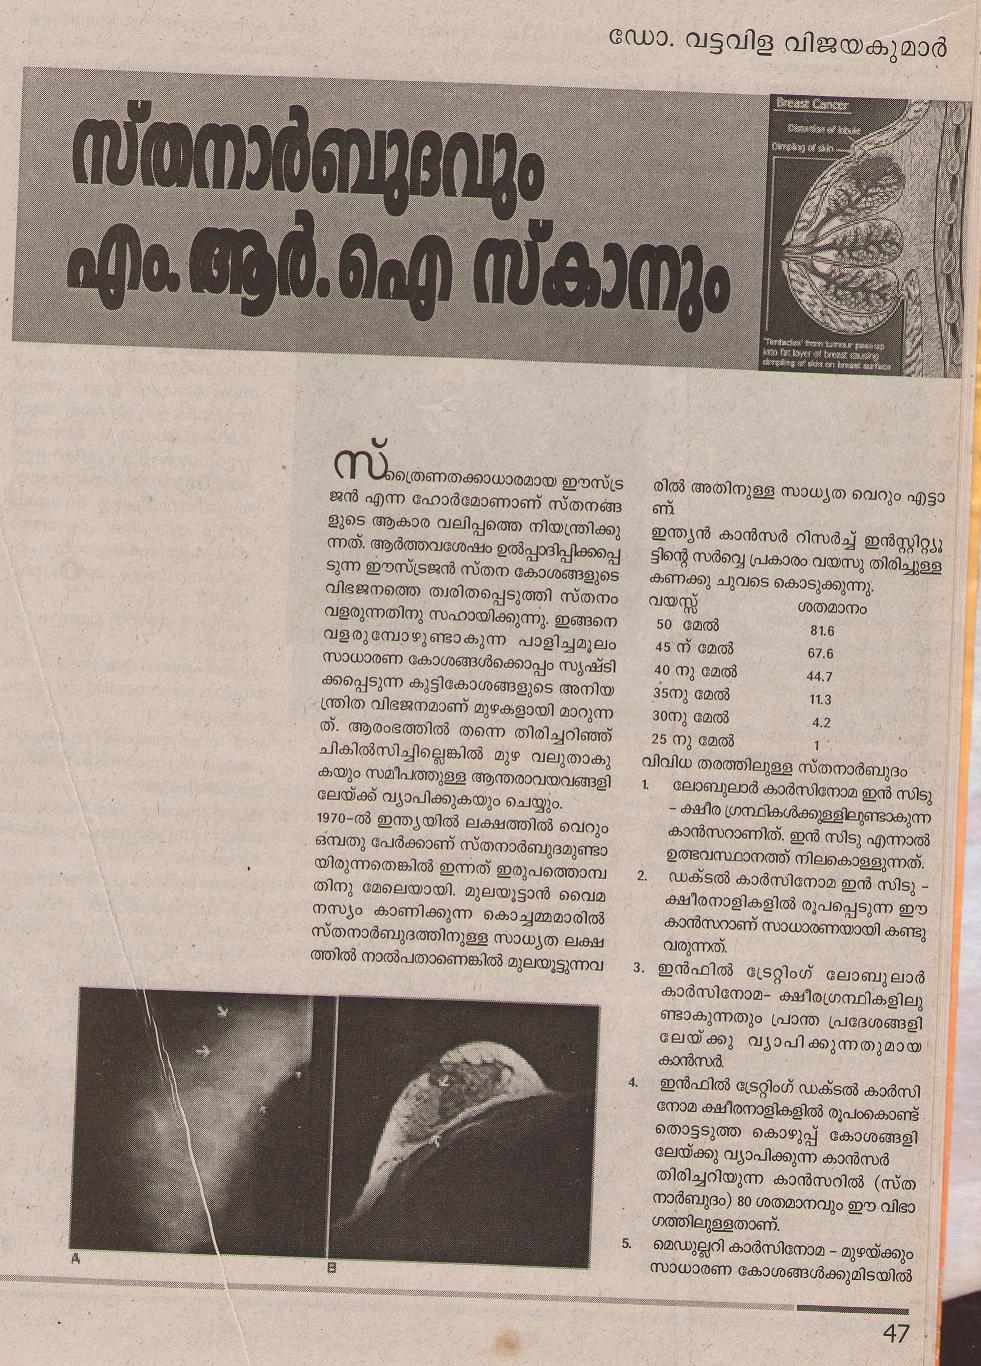 ഡോ. വട്ടവിള വിജയകുമാർ
സ്തനാർബുദവും
എം.ആർ.ഐ സ്കാനും
Breast Cancer
Distortion of lobule
Dimpling of skin
'Tentacles' from tumour pass up
into fat layer of breast causing
dimpling of skin on breast surface
സ്ത്രൈണതക്കാധാരമായ ഈസ്ട്ര
ജൻ എന്ന ഹോർമോണാണ് സ്തനങ്ങ
ളുടെ ആകാര വലിപ്പത്തെ നിയന്ത്രിക്കു
ന്നത്. ആർത്തവശേഷം ഉൽപ്പാദിപ്പിക്കപ്പെ
ടുന്ന ഈസ്ട്രജൻ സ്തന കോശങ്ങളുടെ
വിഭജനത്തെ ത്വരിതപ്പെടുത്തി സ്തനം
വളരുന്നതിനു സഹായിക്കുന്നു. ഇങ്ങനെ
വളരുമ്പോഴുണ്ടാകുന്ന പാളിച്ചമൂലം
സാധാരണ കോശങ്ങൾക്കൊപ്പം സൃഷ്ടി
ക്കപ്പെടുന്ന കുട്ടികോശങ്ങളുടെ അനിയ
ന്ത്രിത വിഭജനമാണ് മുഴകളായി മാറുന്ന
ത്. ആരംഭത്തിൽ തന്നെ തിരിച്ചറിഞ്ഞ്
ചികിൽസിച്ചില്ലെങ്കിൽ മുഴ വലുതാകു
കയും സമീപത്തുള്ള ആന്തരാവയവങ്ങളി
ലേയ്ക്ക് വ്യാപിക്കുകയും ചെയ്യും.
1970-ൽ ഇന്ത്യയിൽ ലക്ഷത്തിൽ വെറും
ഒമ്പതു പേർക്കാണ് സ്തനാർബുദമുണ്ടാ
യിരുന്നതെങ്കിൽ ഇന്നത് ഇരുപത്തൊമ്പ
തിനു മേലെയായി. മുലയൂട്ടാൻ വൈമ
നസ്യം കാണിക്കുന്ന കൊച്ചമ്മമാരിൽ
സ്തനാർബുദത്തിനുള്ള സാധ്യത ലക്ഷ
ത്തിൽ നാൽപതാണെങ്കിൽ മുലയൂട്ടുന്നവ
രിൽ അതിനുള്ള സാധ്യത വെറും എട്ടാ
ണ്.
ഇന്ത്യൻ കാൻസർ റിസർച്ച് ഇൻസ്റ്റിറ്റ്യൂ
ട്ടിന്റെ സർവ്വെ പ്രകാരം വയസു തിരിച്ചുള്ള
കണക്കു ചുവടെ കൊടുക്കുന്നു.
വയസ്സ് ശതമാനം
50 മേൽ 81.6
45 ന് മേൽ 67.6
40 നു മേൽ 44.7
35നു മേൽ 11.3
30നു മേൽ 4.2
25 നു മേൽ 1
വിവിധ തരത്തിലുള്ള സ്തനാർബുദം
1. ലോബുലാർ കാർസിനോമ ഇൻ സിടു
- ക്ഷീര ഗ്രന്ഥികൾക്കുള്ളിലുണ്ടാകുന്ന
കാൻസറാണിത്. ഇൻ സിടു എന്നാൽ
ഉത്ഭവസ്ഥാനത്ത് നിലകൊള്ളുന്നത്.
2. ഡക്ടൽ കാർസിനോമ ഇൻ സിടു -
ക്ഷീരനാളികളിൽ രൂപപ്പെടുന്ന ഈ
കാൻസറാണ് സാധാരണയായി കണ്ടു
വരുന്നത്.
3. ഇൻഫിൽ ട്രേറ്റിംഗ് ലോബുലാർ
കാർസിനോമ- ക്ഷീരഗ്രന്ഥികളിലു
ണ്ടാകുന്നതും പ്രാന്ത പ്രദേശങ്ങളി
ലേയ്ക്കു വ്യാപിക്കുന്നതുമായ
കാൻസർ.
4. ഇൻഫിൽ ട്രേറ്റിംഗ് ഡക്ടൽ കാർസി
നോമ ക്ഷീരനാളികളിൽ രൂപംകൊണ്ട്
തൊട്ടടുത്ത കൊഴുപ്പ് കോശങ്ങളി
ലേയ്ക്കു വ്യാപിക്കുന്ന കാൻസർ
തിരിച്ചറിയുന്ന കാൻസറിൽ (സ്ത
നാർബുദം) 80 ശതമാനവും ഈ വിഭാ
ഗത്തിലുള്ളതാണ്.
5. മെഡുല്ലറി കാർസിനോമ - മുഴയ്ക്കും
സാധാരണ കോശങ്ങൾക്കുമിടയിൽ
A
B
47